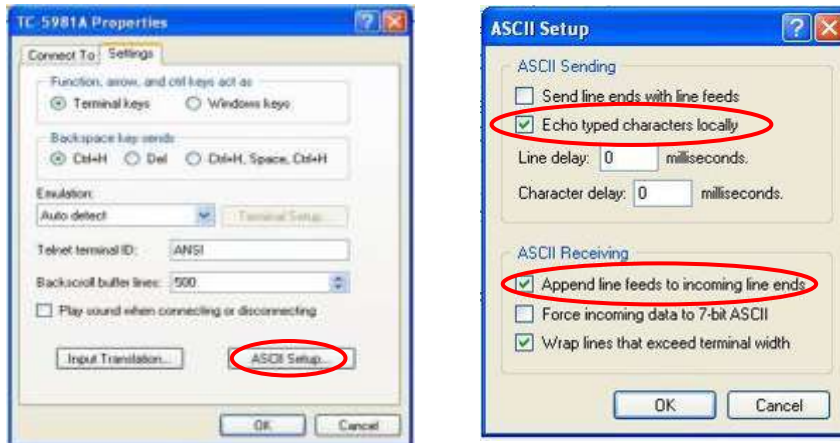 TC 5981A Properties
Connect To Settings
Function, arrow, and ctrl keys act as
Terminal keys Windows keys
Backspace key sends
Ctrl+H Del Ctrl+H, Space, Ctrl+H
Emulation:
Auto detect Terminal Setup...
Telnet terminal ID: ANSI
Backscroll buffer lines: 500
Play sound when connecting or disconnecting
Input Translation... ASCII Setup...
OK Cancel
ASCII Setup
ASCII Sending
Send line ends with line feeds
Echo typed characters locally
Line delay: 0 milliseconds.
Character delay: 0 milliseconds.
ASCII Receiving
Append line feeds to incoming line ends
Force incoming data to 7-bit ASCII
Wrap lines that exceed terminal width
OK Cancel